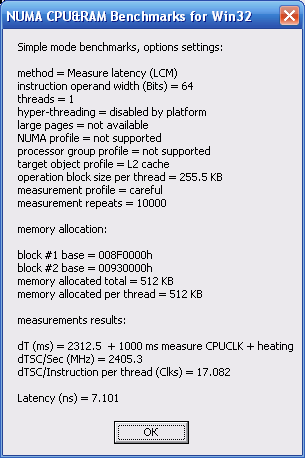 NUMA CPU&RAM Benchmarks for Win32
Simple mode benchmarks, options settings:
method = Measure latency (LCM)
instruction operand width (Bits) = 64
threads = 1
hyper-threading = disabled by platform
large pages = not available
NUMA profile = not supported
processor group profile = not supported
target object profile = L2 cache
operation block size per thread = 255.5 KB
measurement profile = careful
measurement repeats = 10000
memory allocation:
block #1 base = 008F0000h
block #2 base = 00930000h
memory allocated total = 512 KB
memory allocated per thread = 512 KB
measurements results:
dT (ms) = 2312.5  + 1000 ms measure CPUCLK + heating
dTSC/Sec (MHz) = 2405.3
dTSC/Instruction per thread (Clks) = 17.082
Latency (ns) = 7.101
OK